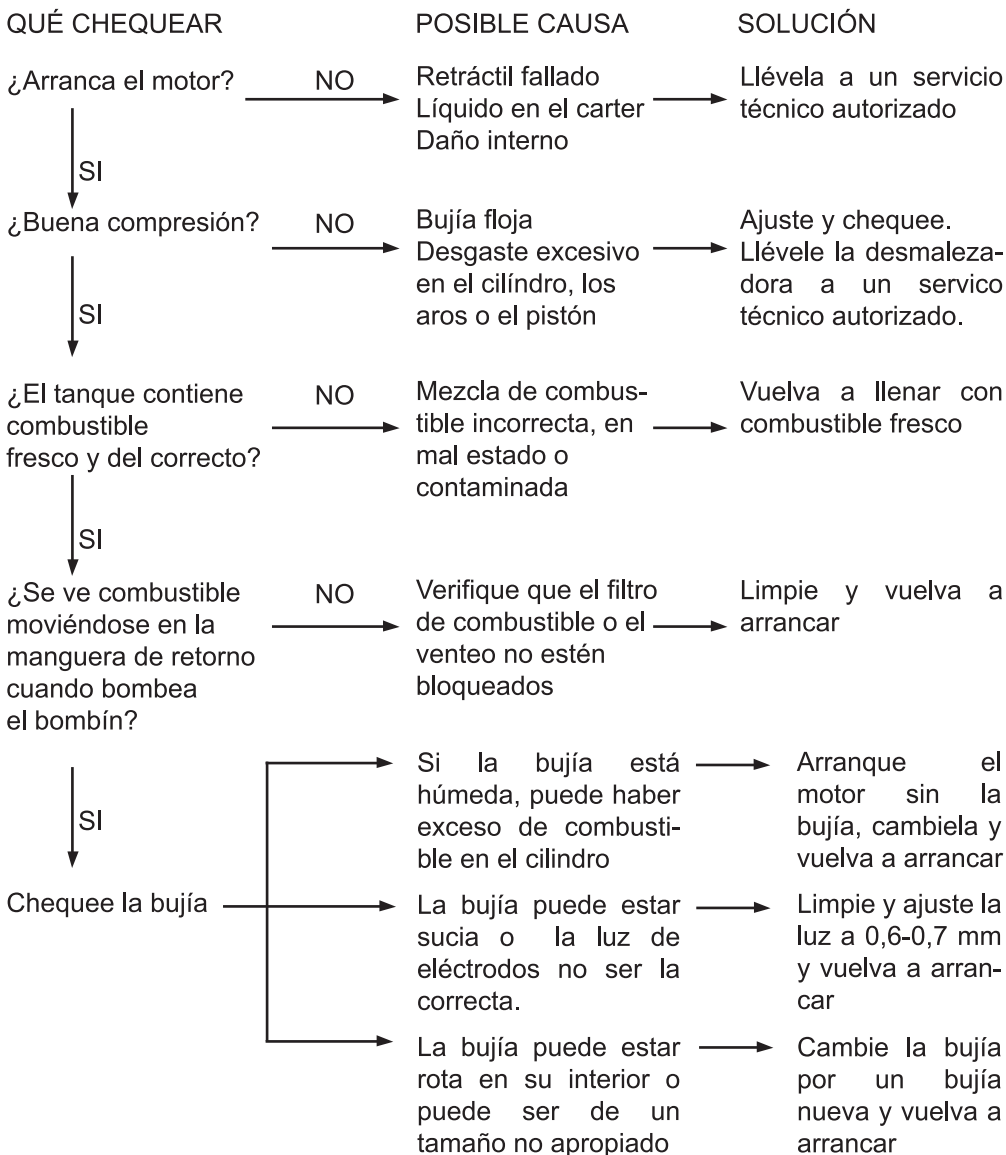 QUÉ CHEQUEAR
POSIBLE CAUSA
SOLUCIÓN
¿Arranca el motor?
NO
Retráctil fallado
Líquido en el carter
Daño interno
Llévela a un servicio
técnico autorizado
SI
¿Buena compresión?
NO
Bujía floja
Desgaste excesivo
en el cilíndro, los
aros o el pistón
Ajuste y chequee.
Llévele la desmaleza-
dora a un servico
técnico autorizado.
SI
¿El tanque contiene
combustible
fresco y del correcto?
NO
Mezcla de combus-
tible incorrecta, en
mal estado o
contaminada
Vuelva a llenar con
combustible fresco
SI
¿Se ve combustible
moviéndose en la
manguera de retorno
cuando bombea
el bombín?
NO
Verifique que el filtro
de combustible o el
venteo no estén
bloqueados
Limpie y vuelva a
arrancar
SI
Chequee la bujía
Si la bujía está
húmeda, puede haber
exceso de combusti-
ble en el cilindro
Arranque el
motor sin la
bujía, cambiela y
vuelva a arrancar
La bujía puede estar
sucia o la luz de
eléctrodos no ser la
correcta.
Limpie y ajuste la
luz a 0,6-0,7 mm
y vuelva a arran-
car
La bujía puede estar
rota en su interior o
puede ser de un
tamaño no apropiado
Cambie la bujía
por un bujía
nueva y vuelva a
arrancar